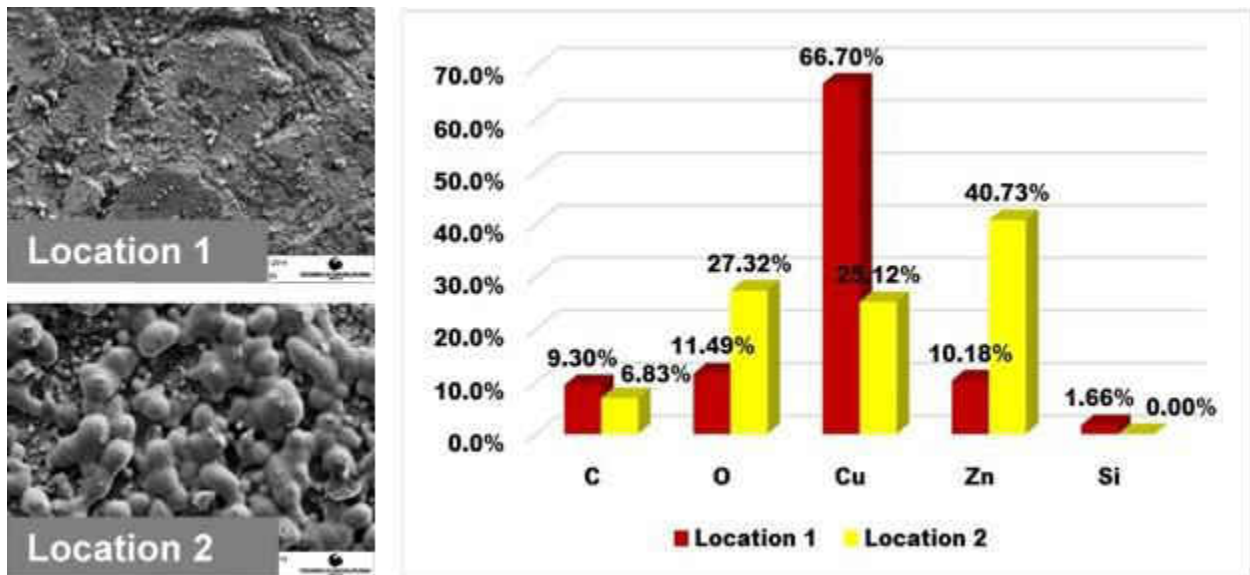 Location 1
Location 2
70.0%
60.0%
50.0%
40.0%
30.0%
20.0%
10.0%
0.0%
9.30%
6.83%
11.49%
27.32%
66.70%
25.12%
10.18%
40.73%
1.66%
0.00%
C
O
Cu
Zn
Si
Location 1
Location 2